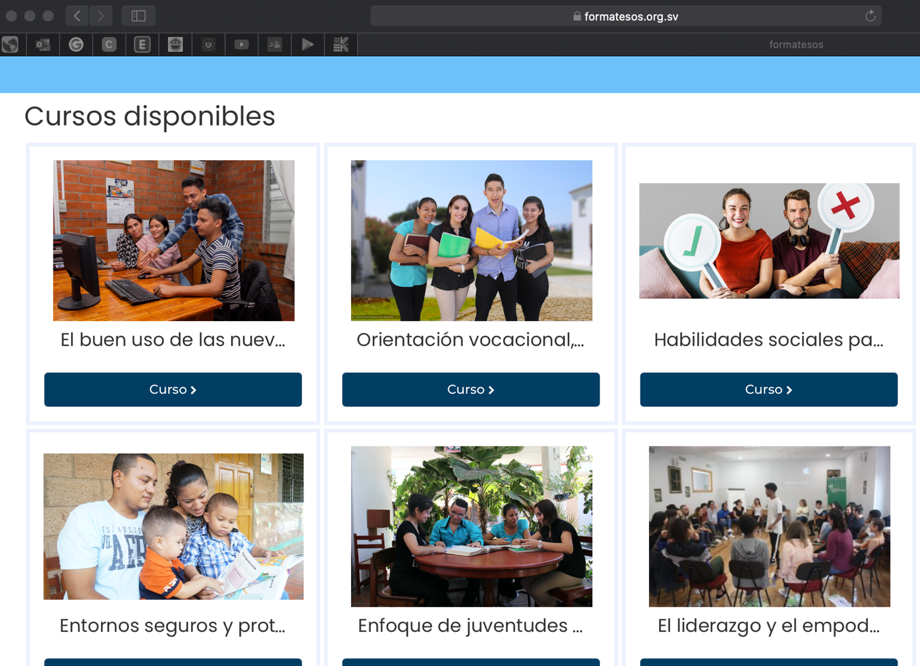 formatesos.org.sv
formatesos
Cursos disponibles
El buen uso de las nuev...
Orientación vocacional,...
Habilidades sociales pa...
Curso
Curso
Curso
Entornos seguros y prot...
Enfoque de juventudes ...
El liderazgo y el empod...